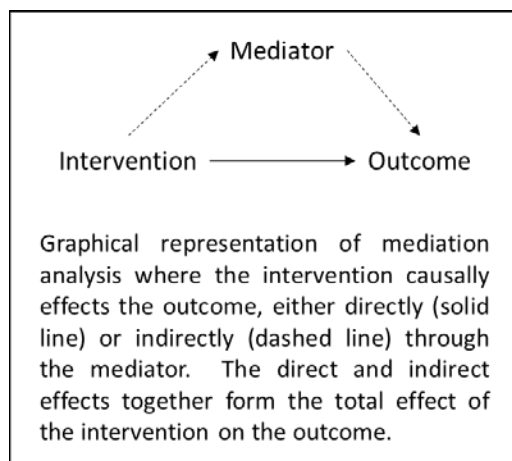 Mediator
Intervention Outcome
Graphical representation of mediation
analysis where the intervention causally
effects the outcome, either directly (solid
line) or indirectly (dashed line) through
the mediator. The direct and indirect
effects together form the total effect of
the intervention on the outcome.